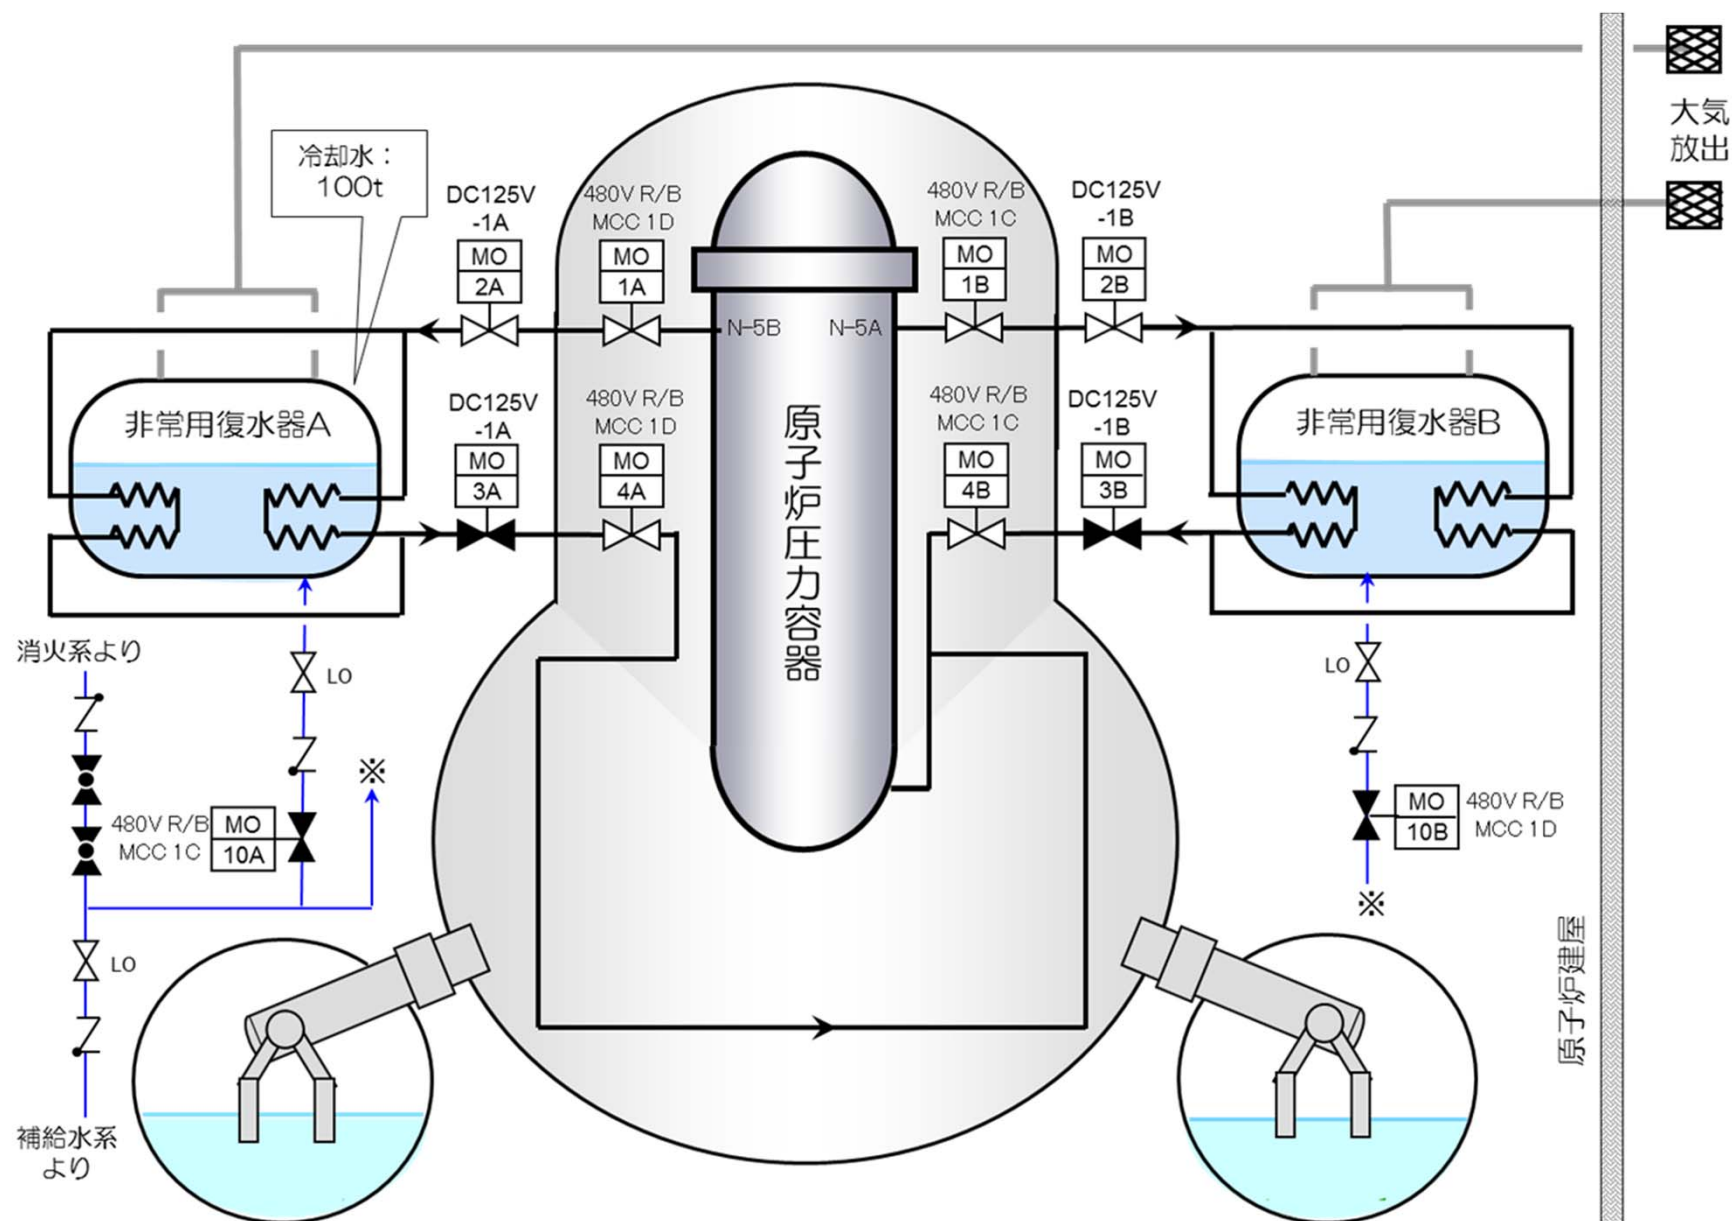 大気
放出
冷却水：
100t
DC125V
-1A
MO
2A
480V R/B
MCC 1D
MO
1A
480V R/B
MCC 1C
MO
1B
DC125V
-1B
MO
2B
N-5B
N-5A
非常用復水器A
DC125V
-1A
MO
3A
480V R/B
MCC 1D
MO
4A
原子炉圧力容器
480V R/B
MCC 1C
MO
4B
DC125V
-1B
MO
3B
非常用復水器B
消火系より
LO
※
480V R/B
MCC 1C
MO
10A
LO
補給水系
より
LO
MO
10B
480V R/B
MCC 1D
※
原子炉建屋